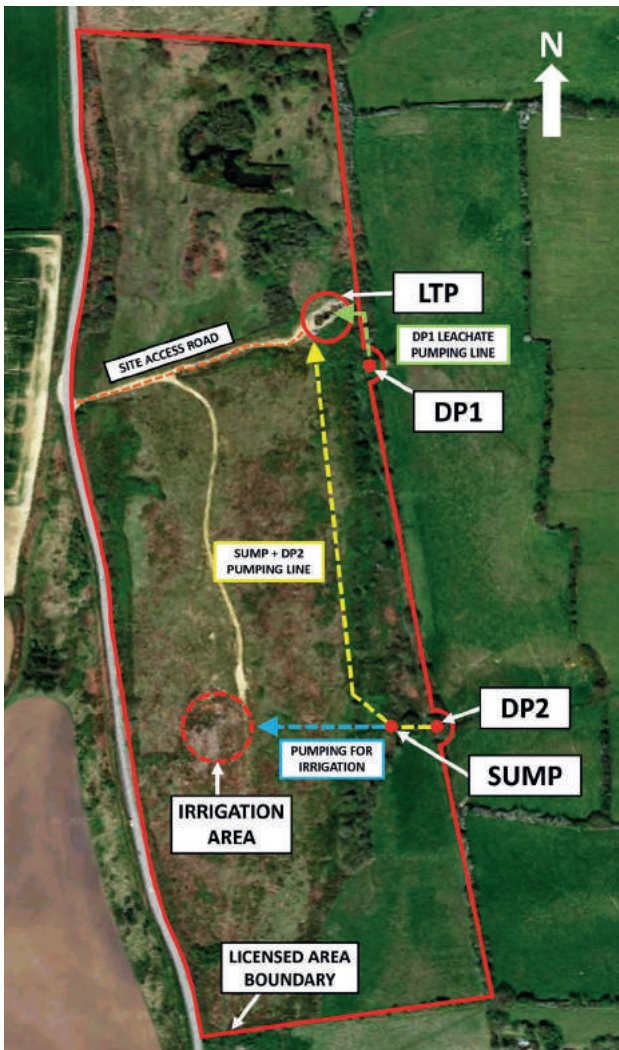 N
LTP
DP1 LEACHATE
PUMPING LINE
SITE ACCESS ROAD
DP1
SUMP + DP2
PUMPING LINE
DP2
PUMPING FOR
IRRIGATION
SUMP
IRRIGATION
AREA
LICENSED AREA
BOUNDARY